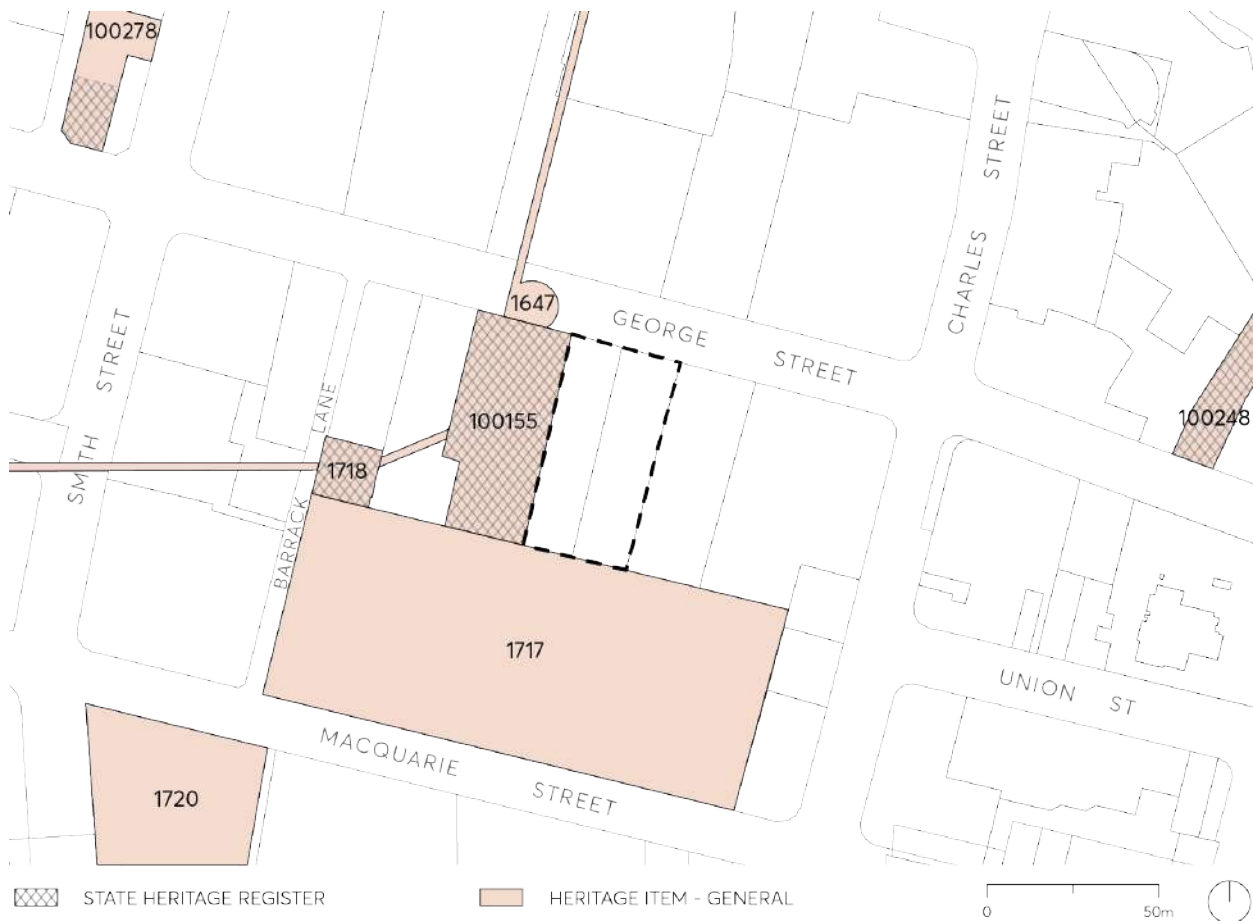 100278
1647
GEORGE STREET
CHARLES STREET
SMITH STREET
BARRACK LANE
100155
1718
100248
1717
UNION ST
MACQUARIE STREET
1720
STATE HERITAGE REGISTER
HERITAGE ITEM - GENERAL
0 50m